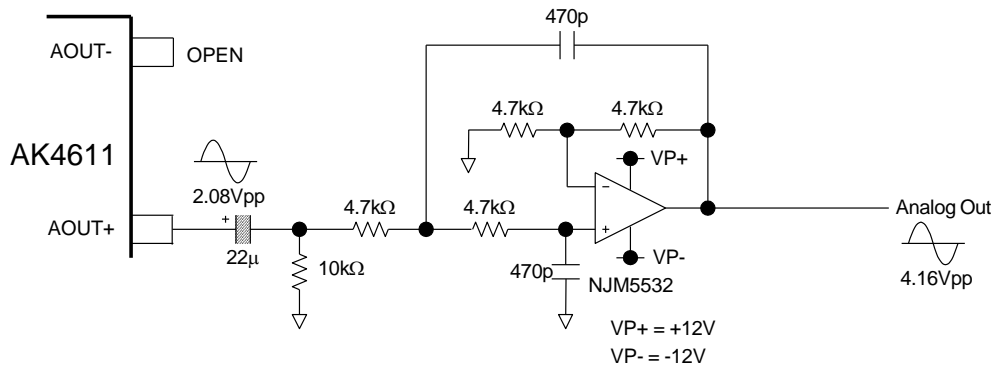 470p
AOUT-
OPEN
4.7kΩ
4.7kΩ
AK4611
VP+
2.08Vpp
4.7kΩ
4.7kΩ
−
Analog Out
AOUT+
+
+
VP-
22μ
10kΩ
470p
NJM5532
4.16Vpp
VP+ = +12V
VP- = -12V